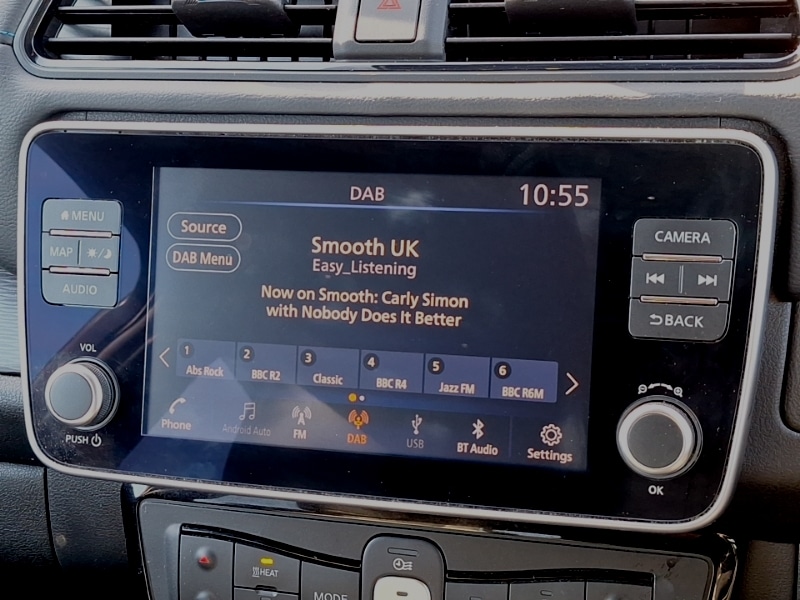 DAB 10:55
MENU
MAP
AUDIO
VOL
PUSH
Source
DAB Menu
Smooth UK
Easy_Listening
Now on Smooth: Carly Simon
with Nobody Does It Better
1 2 3 4 5 6
Abs Rock BBC R2 Classic BBC R4 Jazz FM BBC R6M
Phone Android Auto FM DAB USB BT Audio Settings
CAMERA
BACK
OK
HEAT
MODE